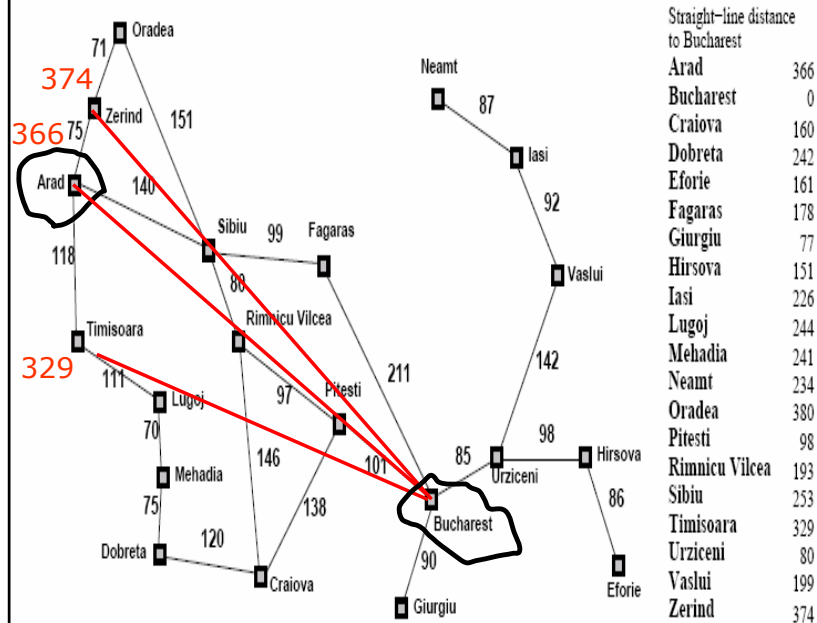 Oradea
71
374
Zerind
151
366
75
Arad
140
118
Sibiu
99
Fagaras
80
Timisoara
Rimnicu Vilcea
329
111
Lugoj
97
Pitesti
211
70
Mehadia
146
101
75
138
Dobreta
120
Craiova
Neamt
87
Iasi
92
Vaslui
142
85
98
Urziceni
Hirsova
Bucharest
86
90
Giurgiu
Eforie
Straight-line distance
to Bucharest
Arad 366
Bucharest 0
Craiova 160
Dobreta 242
Eforie 161
Fagaras 178
Giurgiu 77
Hirsova 151
Iasi 226
Lugoj 244
Mehadia 241
Neamt 234
Oradea 380
Pitesti 98
Rimnicu Vilcea 193
Sibiu 253
Timisoara 329
Urziceni 80
Vaslui 199
Zerind 374